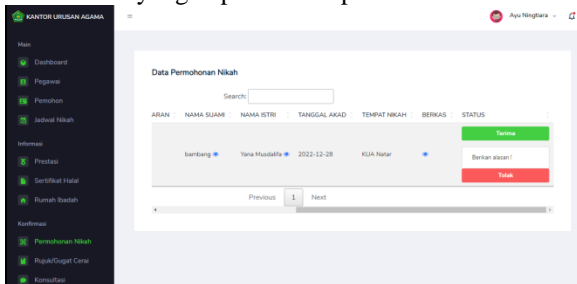 KANTOR URUSAN AGAMA
Ayu Ningtiara
Main
Dashboard
Pegawai
Pemohon
Jadwal Nikah
Informasi
Prestasi
Sertifikat Halal
Rumah Ibadah
Konfirmasi
Permohonan Nikah
Rujuk/Gugat Cerai
Konsultasi
Data Permohonan Nikah
Search:
ARAN NAMA SUAMI NAMA ISTRI TANGGAL AKAD TEMPAT NIKAH BERKAS STATUS
Terima
bambang Yana Musdalifa 2022-12-28 KUA Natar
Berikan alasan !
Tolak
Previous 1 Next